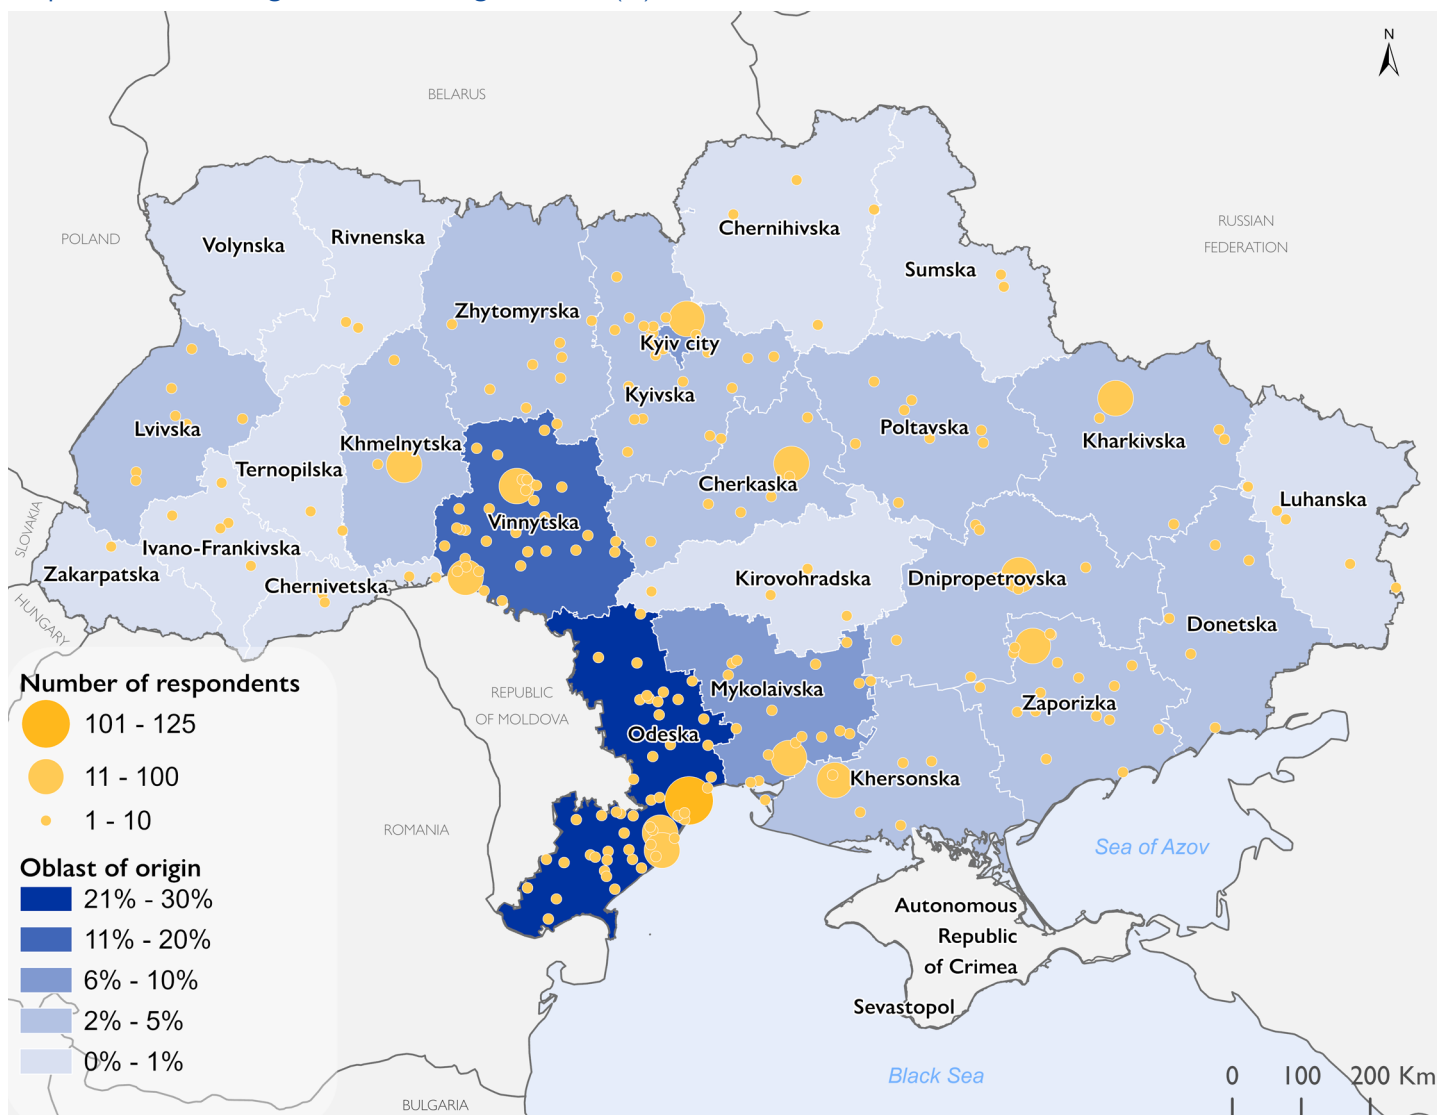 N
BELARUS
POLAND
RUSSIAN
FEDERATION
Volynska
Rivnenska
Chernihivska
Sumska
Zhytomyrska
Kyiv city
Kyivska
Lvivska
Khmelnytska
Ternopilska
Poltavska
Kharkivska
Cherkaska
Luhanska
Vinnytska
SLOVAKIA
Ivano-Frankivska
Zakarpatska
Chernivetska
Kirovohradska
Dnipropetrovska
Donetska
HUNGARY
Mykolaivska
Zaporizka
REPUBLIC
OF MOLDOVA
Odeska
Khersonska
ROMANIA
Sea of Azov
Autonomous
Republic
of Crimea
Sevastopol
Black Sea
BULGARIA
Number of respondents
101 - 125
11 - 100
1 - 10
Oblast of origin
21% - 30%
11% - 20%
6% - 10%
2% - 5%
0% - 1%
0 100 200 Km